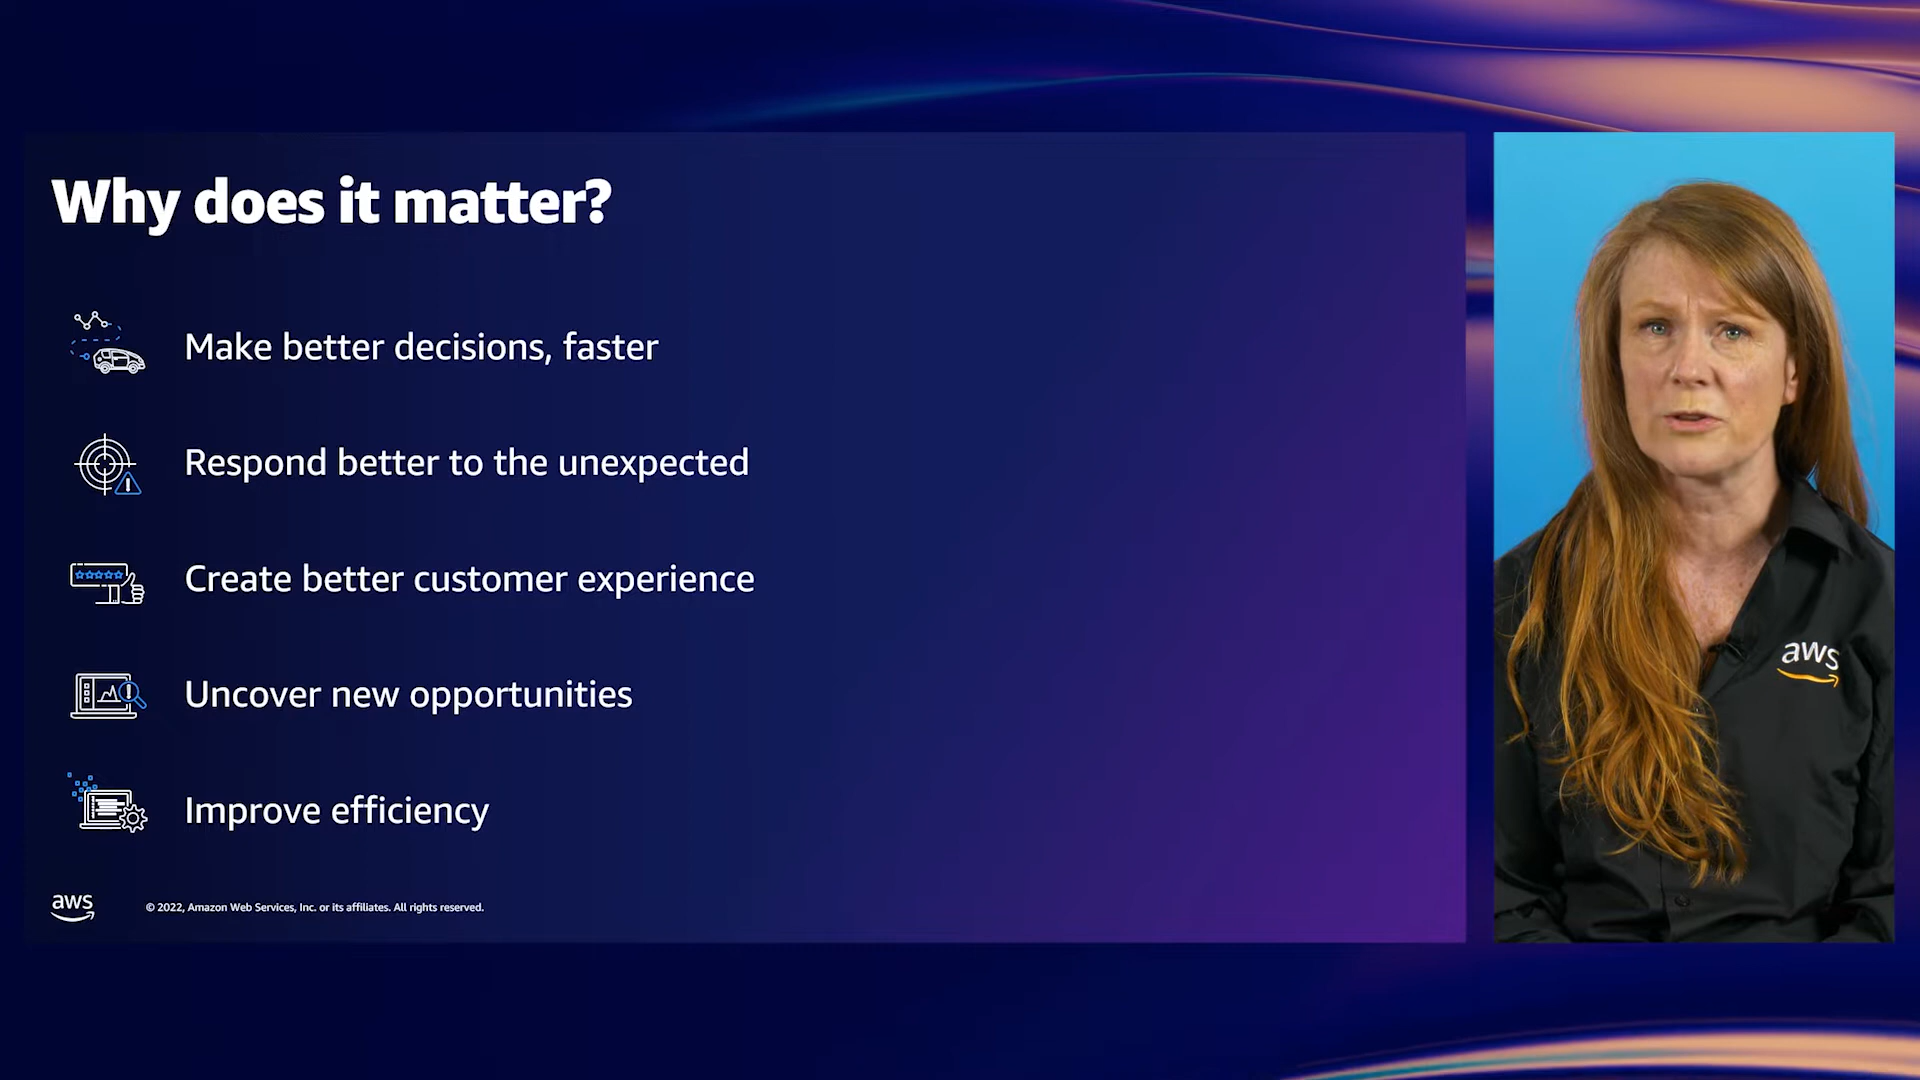 Why does it matter?
Make better decisions, faster
Respond better to the unexpected
Create better customer experience
Uncover new opportunities
Improve efficiency
aws
© 2022, Amazon Web Services, Inc. or its affiliates. All rights reserved.
aws